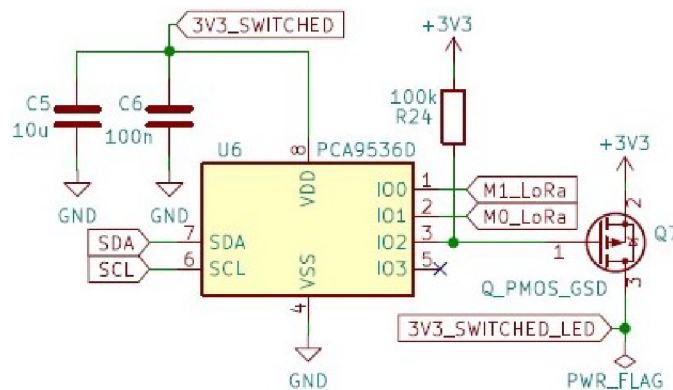 3V3_SWITCHED
+3V3
C5
10u
C6
100n
100k
R24
U6
PCA9536D
+3V3
8
VDD
IO0
1
M1_LoRa
IO1
2
M0_LoRa
2
SDA
7
SDA
IO2
3
1
Q7
SCL
6
SCL
IO3
5
VSS
Q_PMOS_GSD
3
4
3V3_SWITCHED_LED
GND
GND
GND
PWR_FLAG